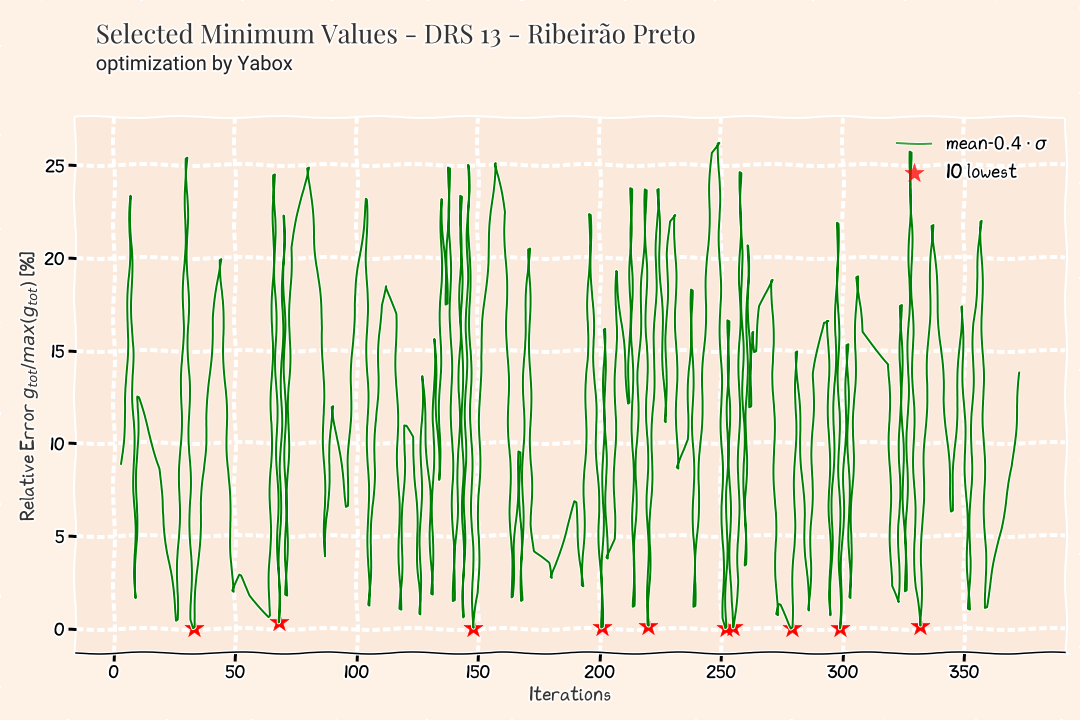 Selected Minimum Values - DRS 13 - Ribeirão Preto
optimization by Yabox
mean-0.4 · σ
10 lowest
25
20
15
10
5
0
Relative Error g_tot/max(g_tot) [%]
0 50 100 150 200 250 300 350
Iterations